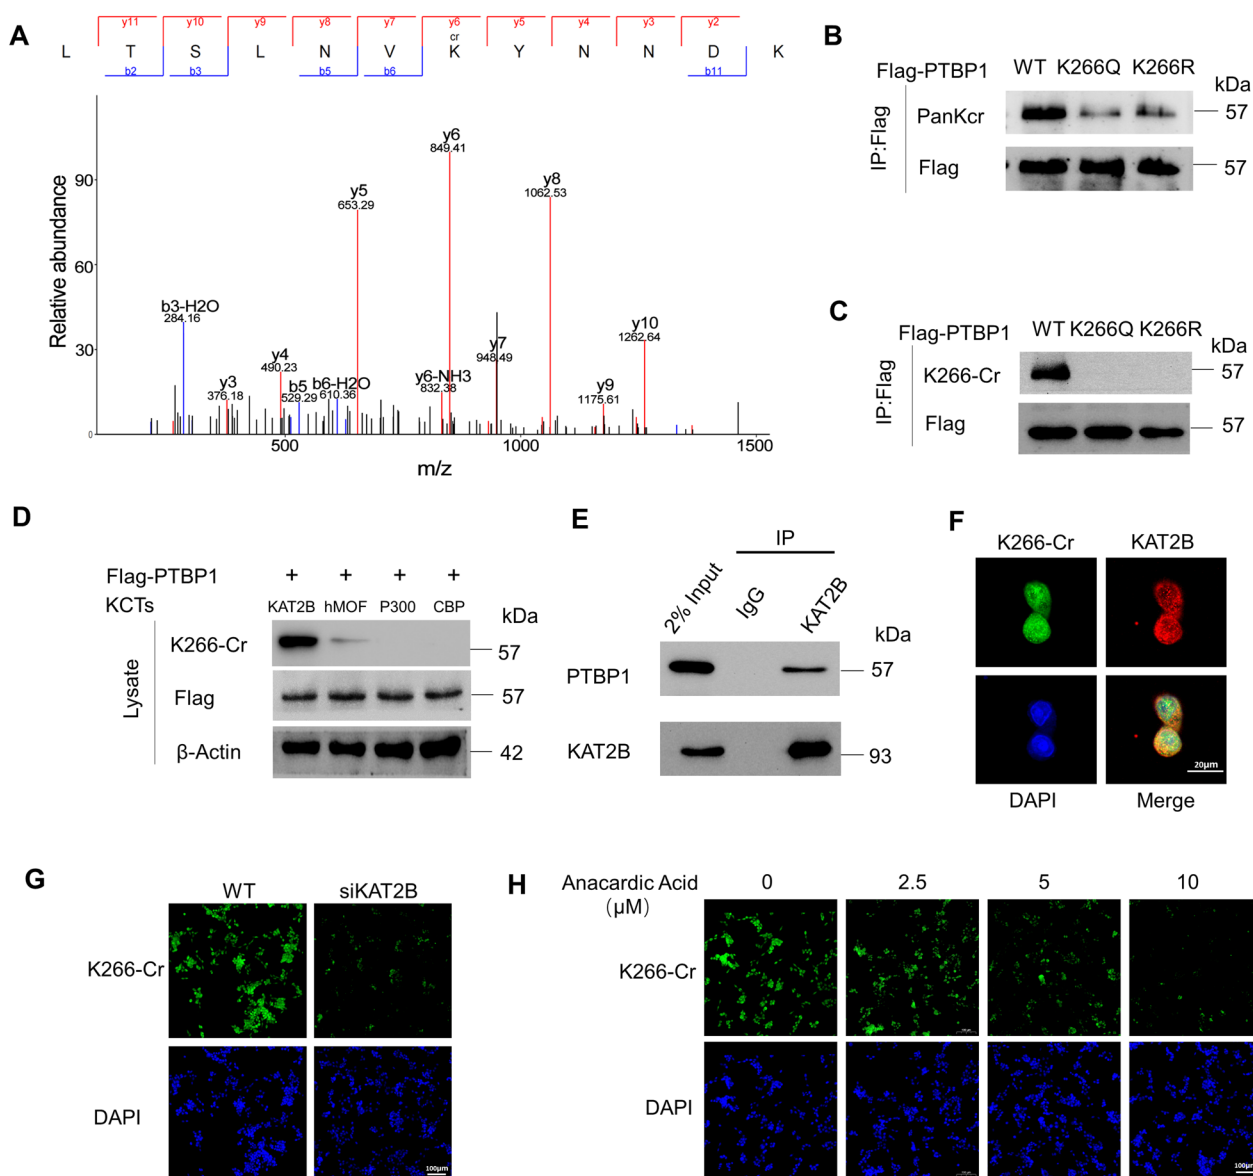 A
y11 y10 y9 y8 y7 y6 y5 y4 y3 y2
cr
L T S L N V K Y N N D K
b2 b3 b5 b6 b11
Relative abundance
90
60
30
0
y6
849.41
y8
1062.53
y5
653.29
b3-H2O
284.16
y10
1262.64
y7
948.49
y4
490.23
y6-NH3
832.38
b6-H2O
610.36
b5
529.29
y3
376.18
y9
1175.61
500 1000 1500
m/z
B
Flag-PTBP1 WT K266Q K266R
kDa
IP:Flag
PanKcr 57
Flag 57
C
Flag-PTBP1 WT K266Q K266R
kDa
IP:Flag
K266-Cr 57
Flag 57
D
Flag-PTBP1 + + + +
KCTs KAT2B hMOF P300 CBP
kDa
Lysate
K266-Cr 57
Flag 57
β-Actin 42
E
IP
2% Input IgG KAT2B
kDa
PTBP1 57
KAT2B 93
F
K266-Cr KAT2B
20μm
DAPI Merge
G
WT siKAT2B
K266-Cr
DAPI
100μm
H
Anacardic Acid 0 2.5 5 10
(μM)
K266-Cr
DAPI
100μm